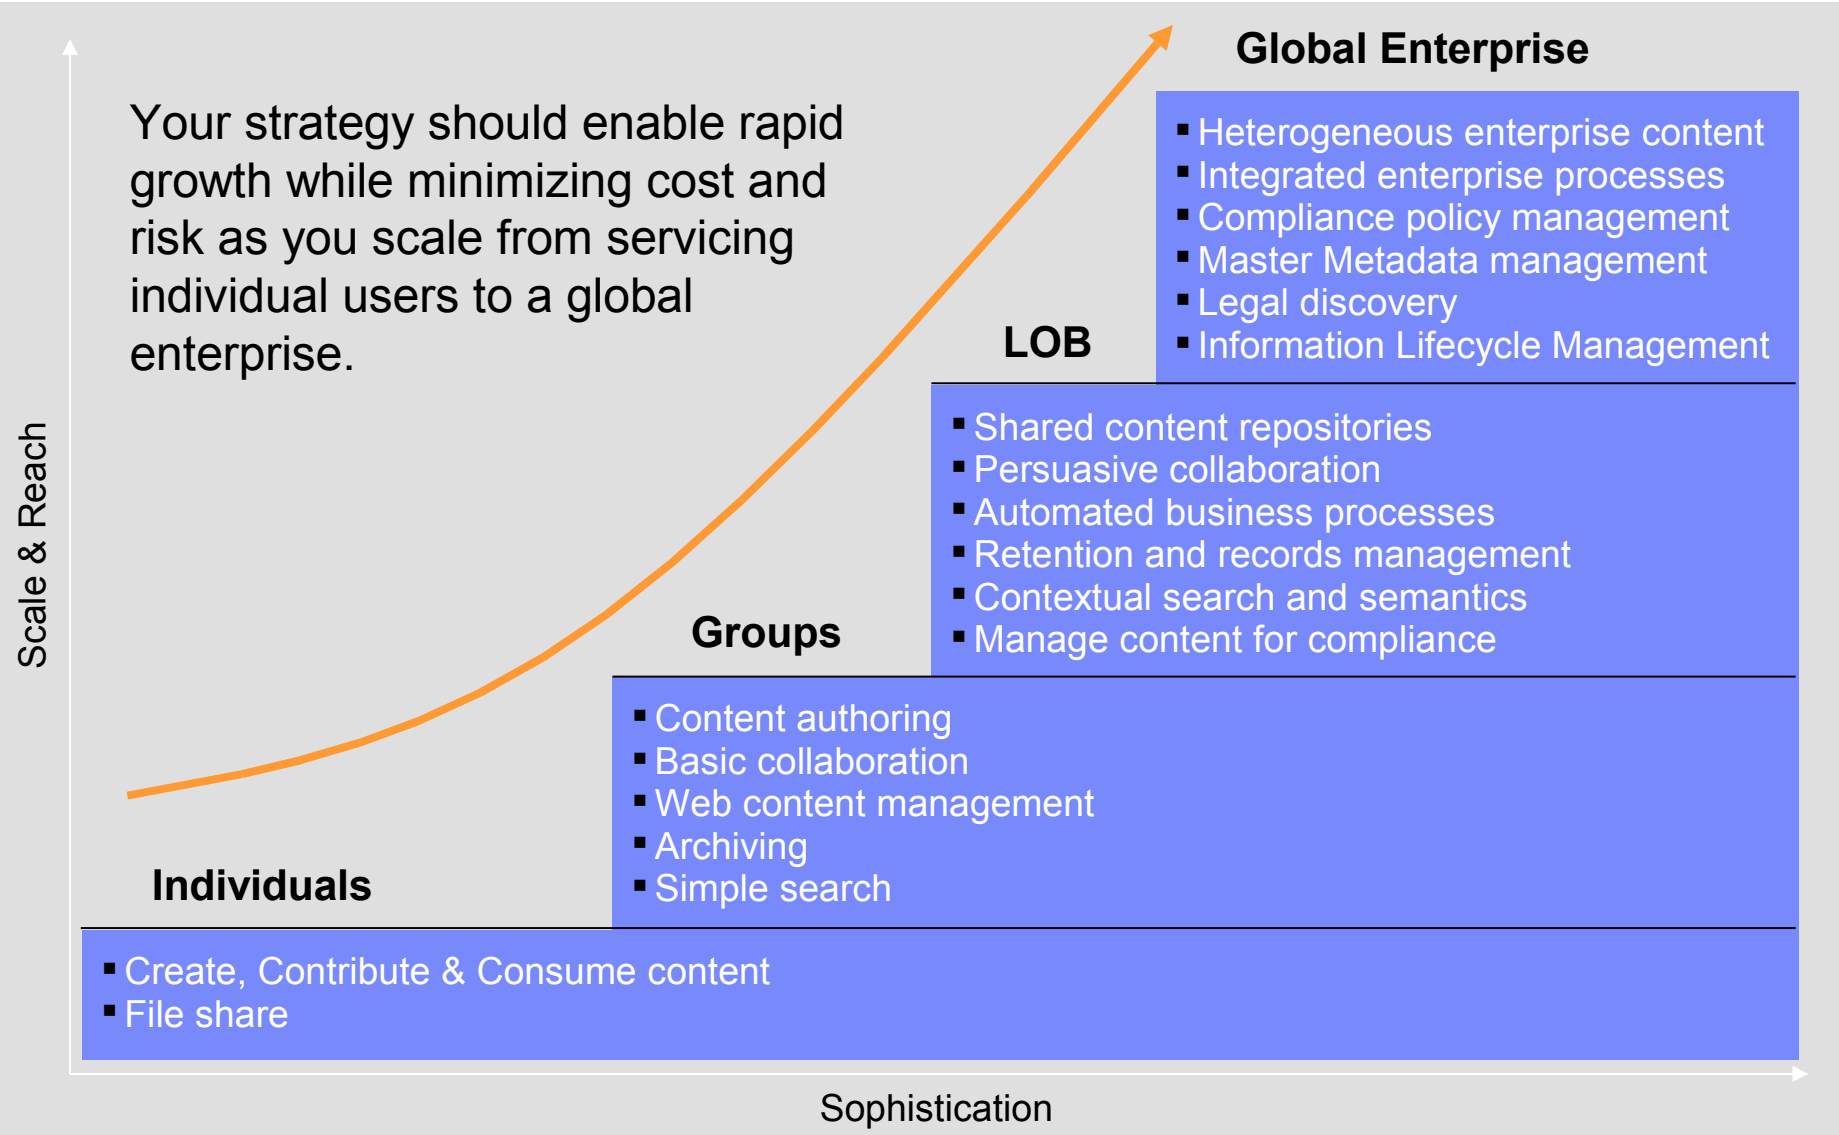 Global Enterprise
Your strategy should enable rapid
growth while minimizing cost and
risk as you scale from servicing
individual users to a global
enterprise.
▪ Heterogeneous enterprise content
▪ Integrated enterprise processes
▪ Compliance policy management
▪ Master Metadata management
▪ Legal discovery
▪ Information Lifecycle Management
LOB
▪ Shared content repositories
▪ Persuasive collaboration
▪ Automated business processes
▪ Retention and records management
▪ Contextual search and semantics
▪ Manage content for compliance
Scale & Reach
Groups
▪ Content authoring
▪ Basic collaboration
▪ Web content management
▪ Archiving
▪ Simple search
Individuals
▪ Create, Contribute & Consume content
▪ File share
Sophistication